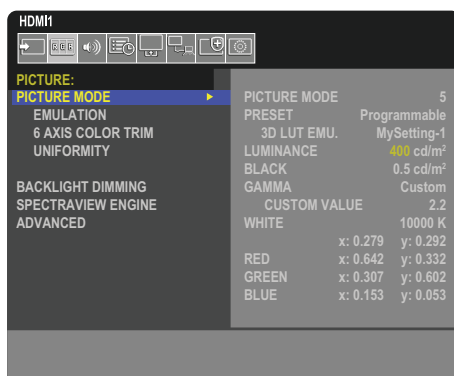 HDMI1
RGB
PICTURE:
PICTURE MODE
EMULATION
6 AXIS COLOR TRIM
UNIFORMITY
BACKLIGHT DIMMING
SPECTRAVIEW ENGINE
ADVANCED
PICTURE MODE 5
PRESET Programmable
3D LUT EMU. MySetting-1
LUMINANCE 400 cd/m²
BLACK 0.5 cd/m²
GAMMA Custom
CUSTOM VALUE 2.2
WHITE 10000 K
x: 0.279 y: 0.292
RED x: 0.642 y: 0.332
GREEN x: 0.307 y: 0.602
BLUE x: 0.153 y: 0.053